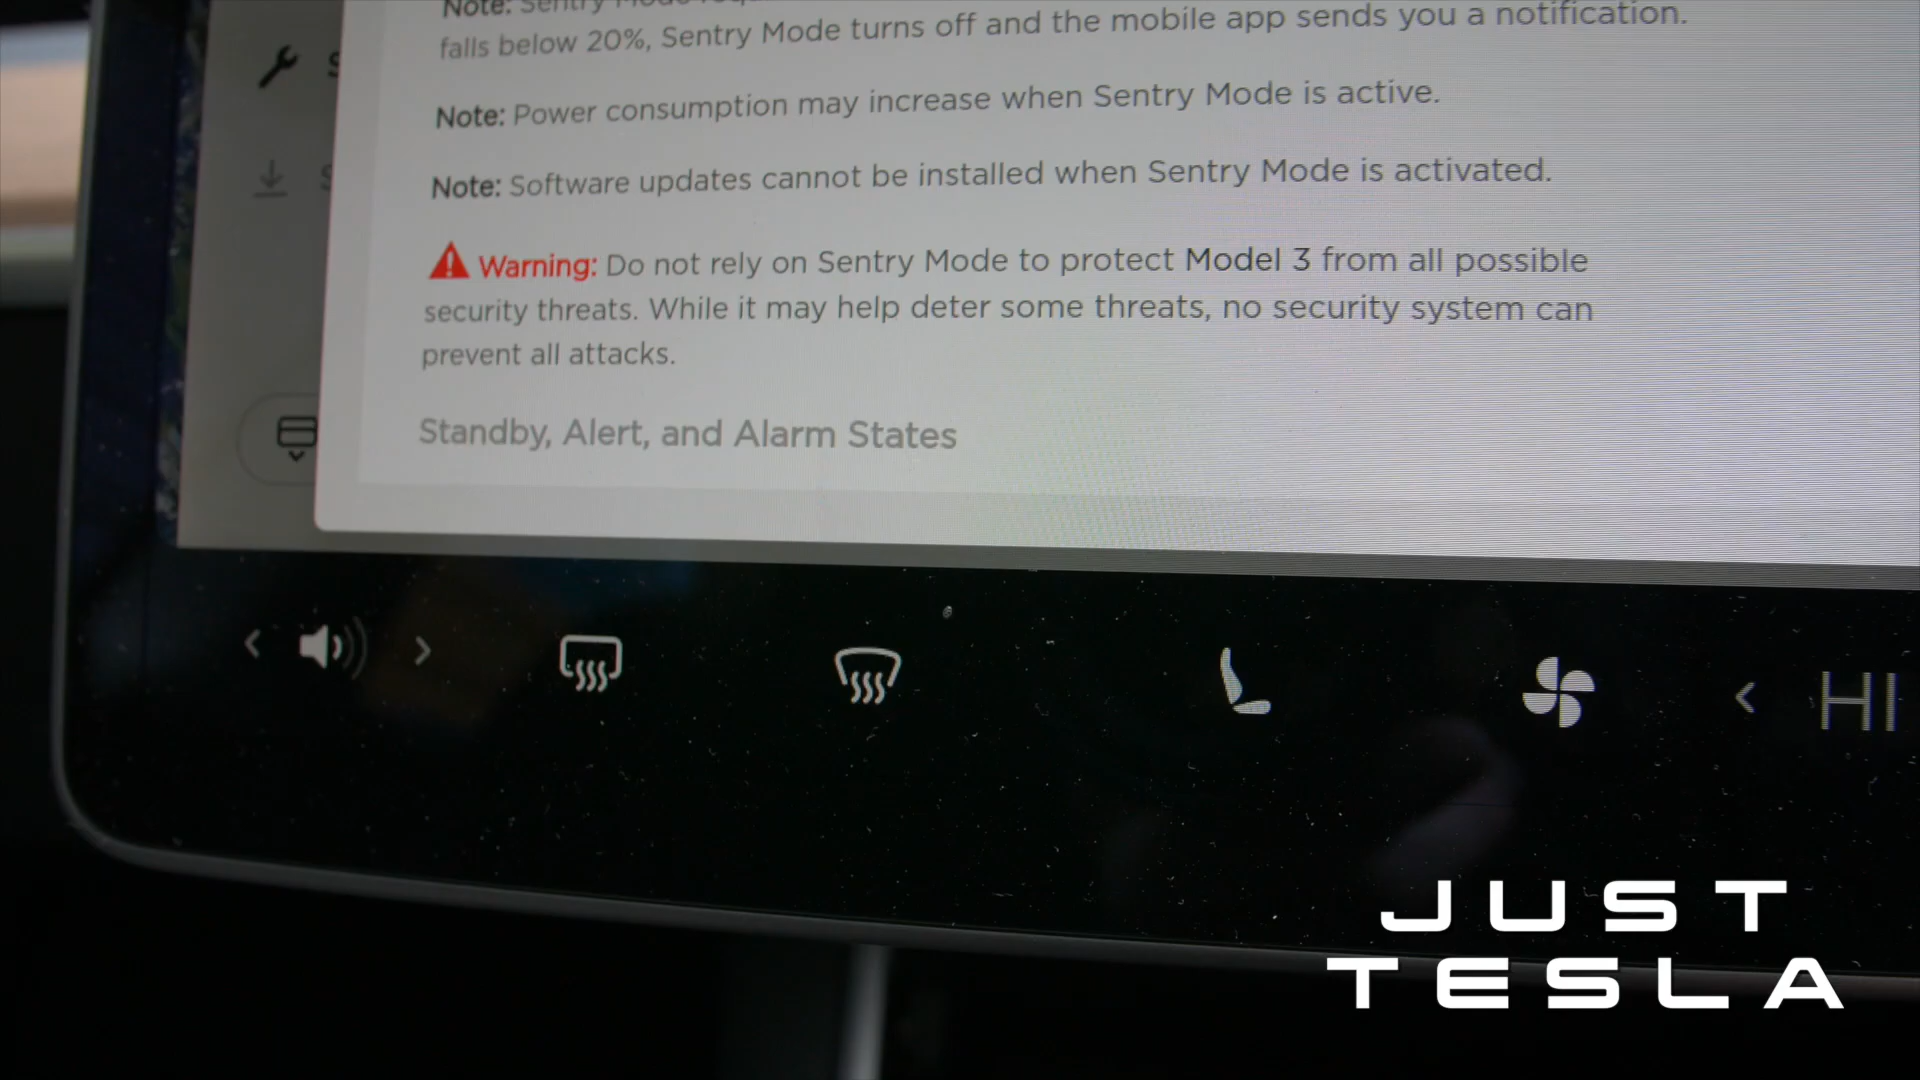 Note: Sentry Mode
falls below 20%, Sentry Mode turns off and the mobile app sends you a notification.
Note: Power consumption may increase when Sentry Mode is active.
Note: Software updates cannot be installed when Sentry Mode is activated.
Warning: Do not rely on Sentry Mode to protect Model 3 from all possible
security threats. While it may help deter some threats, no security system can
prevent all attacks.
Standby, Alert, and Alarm States
HI
JUST
TESLA